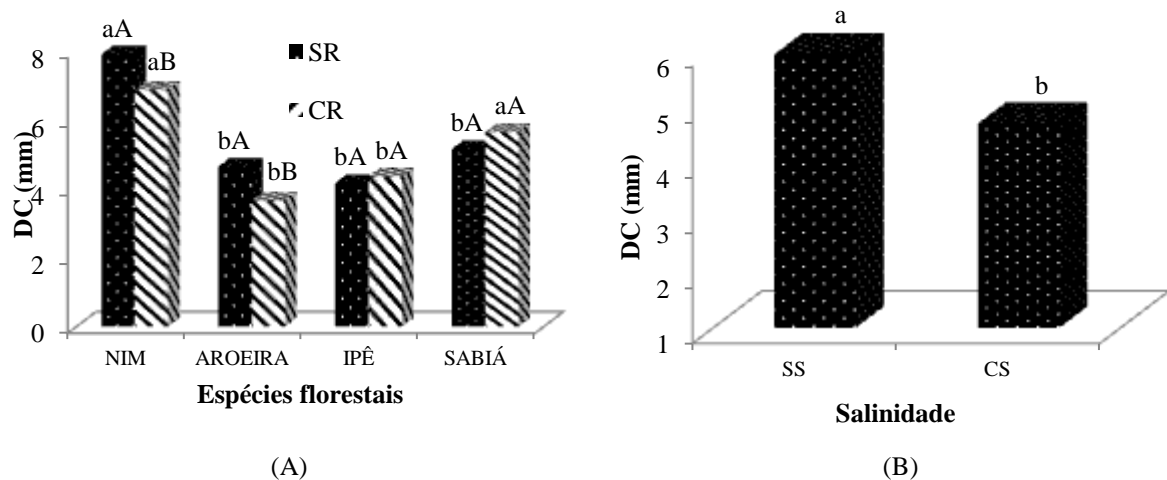 aA
aB
bA
bB
bA
bA
bA
aA
SR
CR
8
6
4
2
0
DC (mm)
NIM AROEIRA IPÊ SABIÁ
Espécies florestais
(A)
a
b
6
5
4
3
2
1
DC (mm)
SS CS
Salinidade
(B)